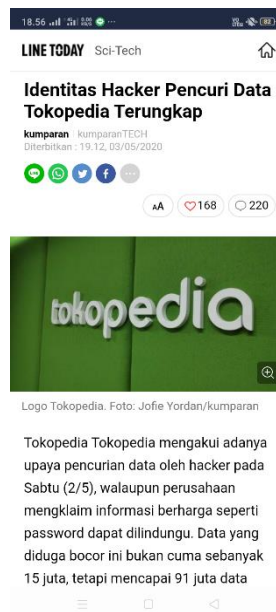 18.56
LINE TODAY Sci-Tech
Identitas Hacker Pencuri Data
Tokopedia Terungkap
kumparan kumparanTECH
Diterbitkan : 19.12, 03/05/2020
AA 168 220
tokopedia
Logo Tokopedia. Foto: Jofie Yordan/kumparan
Tokopedia Tokopedia mengakui adanya
upaya pencurian data oleh hacker pada
Sabtu (2/5), walaupun perusahaan
mengklaim informasi berharga seperti
password dapat dilindungi. Data yang
diduga bocor ini bukan cuma sebanyak
15 juta, tetapi mencapai 91 juta data